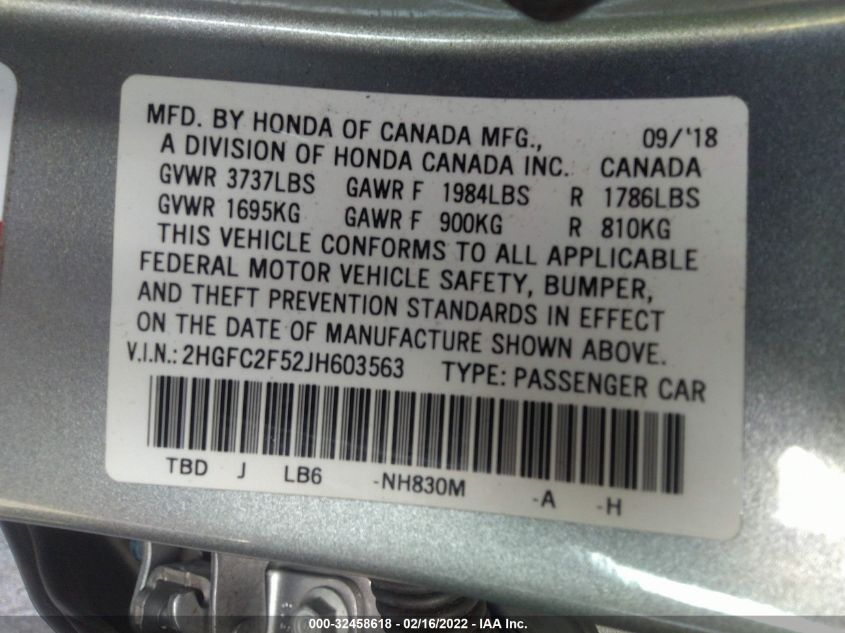 MFD. BY HONDA OF CANADA MFG., 09/'18
A DIVISION OF HONDA CANADA INC. CANADA
GVWR 3737LBS GAWR F 1984LBS R 1786LBS
GVWR 1695KG GAWR F 900KG R 810KG
THIS VEHICLE CONFORMS TO ALL APPLICABLE
FEDERAL MOTOR VEHICLE SAFETY, BUMPER,
AND THEFT PREVENTION STANDARDS IN EFFECT
ON THE DATE OF MANUFACTURE SHOWN ABOVE.
V.I.N.: 2HGFC2F52JH603563 TYPE: PASSENGER CAR
TBD J LB6 -NH830M -A -H
000-32458618 - 02/16/2022 - IAA Inc.